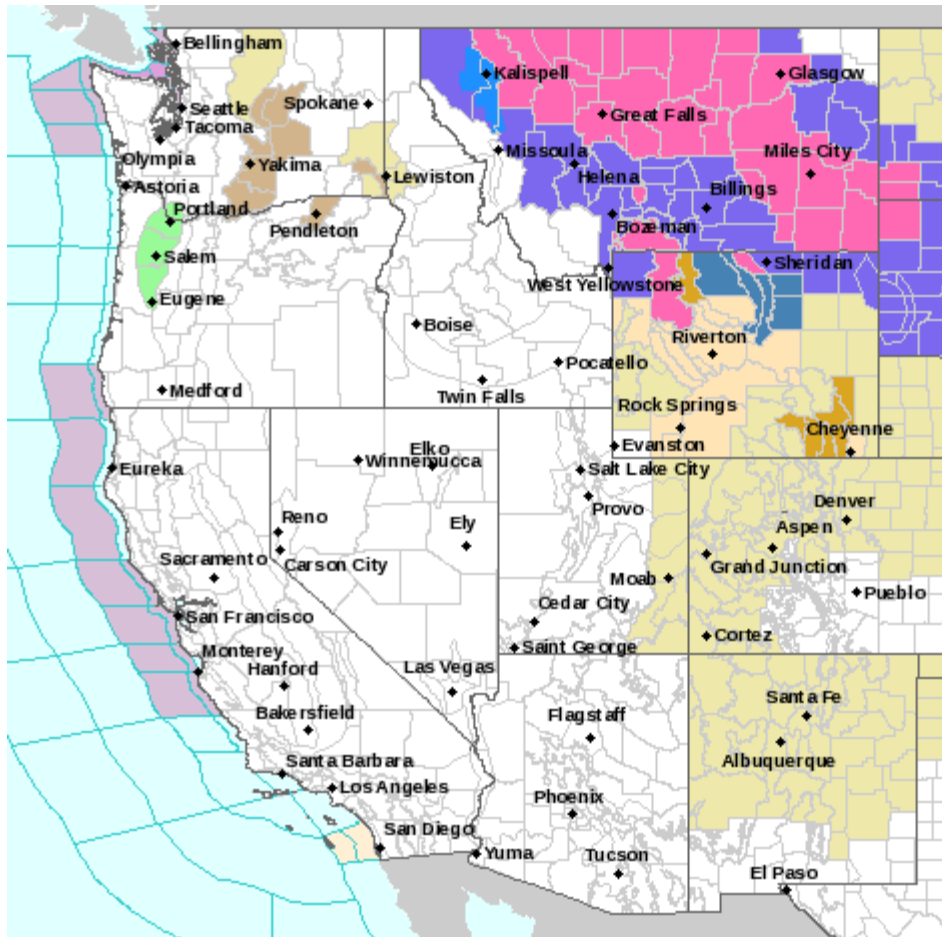 Bellingham
Kalispell
Glasgow
Spokane
Seattle
Great Falls
Tacoma
Olympia
Yakima
Missoula
Miles City
Helena
Lewiston
Billings
Astoria
Portland
Pendleton
Bozeman
Salem
Sheridan
West Yellowstone
Eugene
Boise
Riverton
Pocatello
Medford
Twin Falls
Rock Springs
Cheyenne
Evanston
Elko
Winnemucca
Eureka
Salt Lake City
Provo
Denver
Reno
Ely
Aspen
Sacramento
Carson City
Grand Junction
Moab
Pueblo
Cedar City
San Francisco
Cortez
Saint George
Monterey
Hanford
Las Vegas
Santa Fe
Bakersfield
Flagstaff
Albuquerque
Santa Barbara
Los Angeles
Phoenix
San Diego
Yuma
Tucson
El Paso